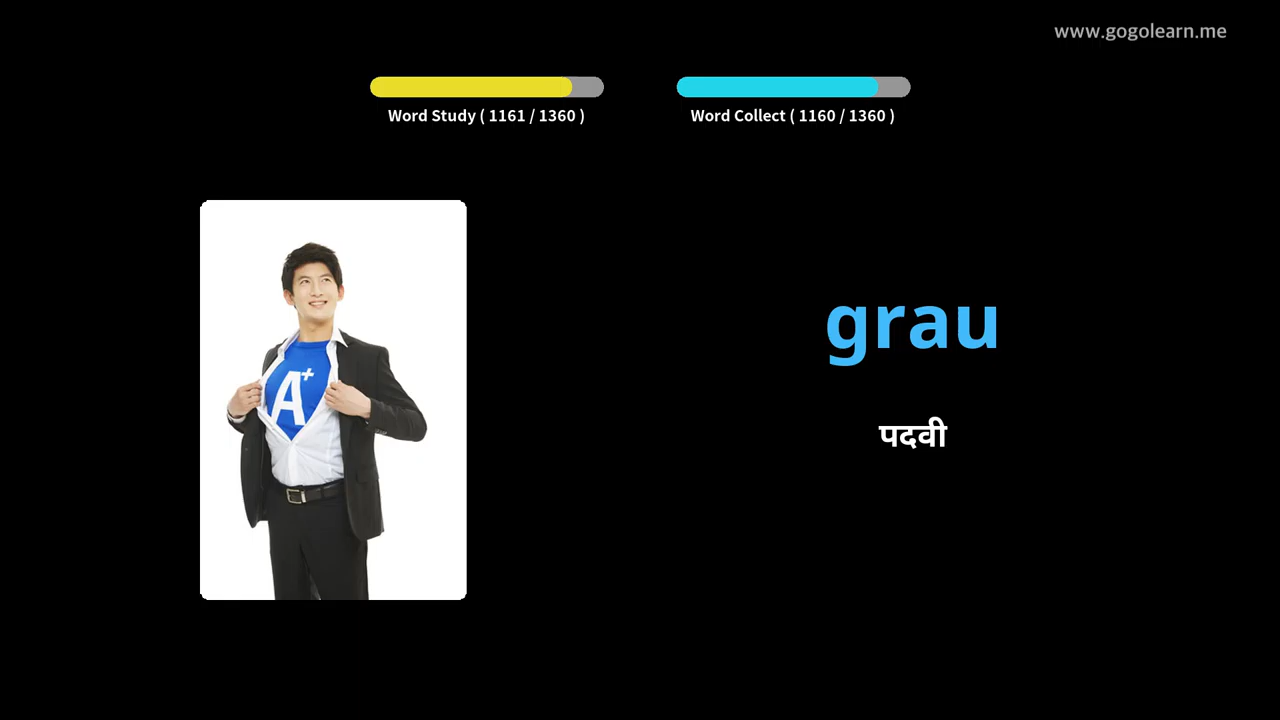 www.gogolearn.me
Word Study ( 1161 / 1360 )
Word Collect ( 1160 / 1360 )
A+
grau
पदवी